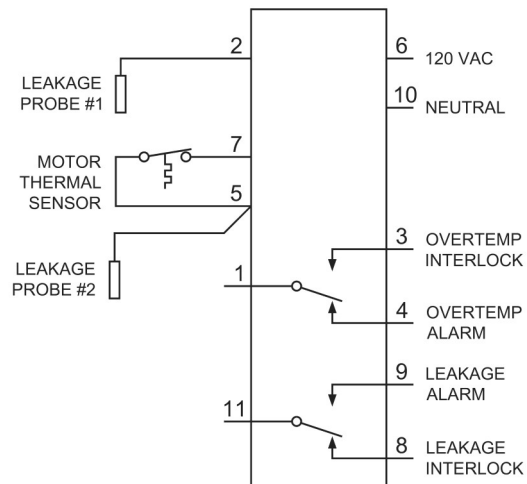 2
6
120 VAC
LEAKAGE
PROBE #1
10
NEUTRAL
7
MOTOR
THERMAL
SENSOR
5
3
OVERTEMP
INTERLOCK
LEAKAGE
PROBE #2
1
4
OVERTEMP
ALARM
9
LEAKAGE
ALARM
11
8
LEAKAGE
INTERLOCK